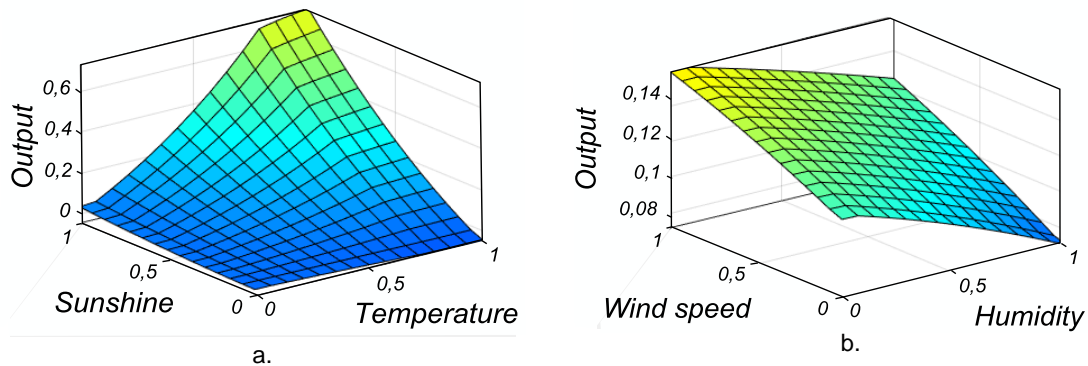 Output
0,6
0,4
0,2
0
1
0,5
0
Sunshine
0
0,5
1
Temperature
a.
Output
0,14
0,12
0,1
0,08
1
0,5
0
Wind speed
0
0,5
1
Humidity
b.